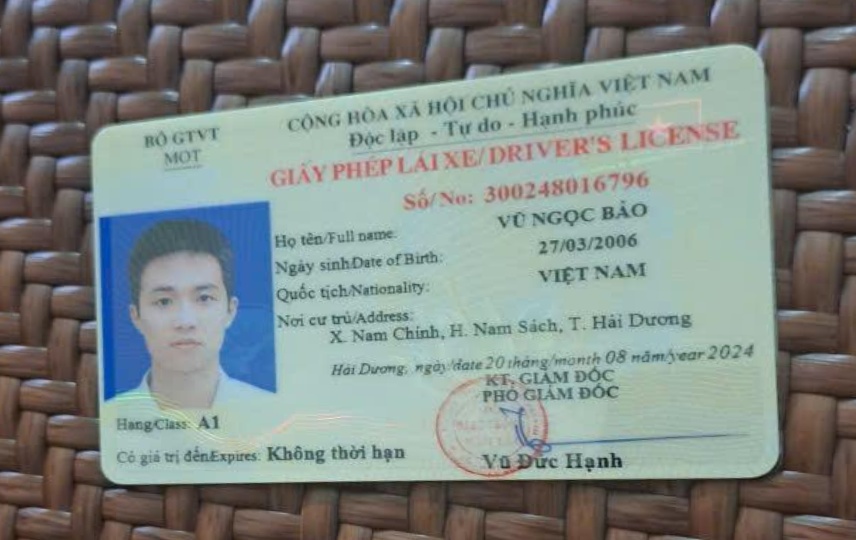 BỘ GTVT
MOT
CỘNG HÒA XÃ HỘI CHỦ NGHĨA VIỆT NAM
Độc lập - Tự do - Hạnh phúc
GIẤY PHÉP LÁI XE/DRIVER'S LICENSE
Số/No: 300248016796
Họ tên/Full name: VŨ NGỌC BẢO
Ngày sinh/Date of Birth: 27/03/2006
Quốc tịch/Nationality: VIỆT NAM
Nơi cư trú/Address:
X. Nam Chính, H. Nam Sách, T. Hải Dương
Hải Dương, ngày/date 20 tháng/month 08 năm/year 2024
KT. GIÁM ĐỐC
PHÓ GIÁM ĐỐC
Hạng/Class: A1
Có giá trị đến/Expires: Không thời hạn
Vũ Đức Hạnh